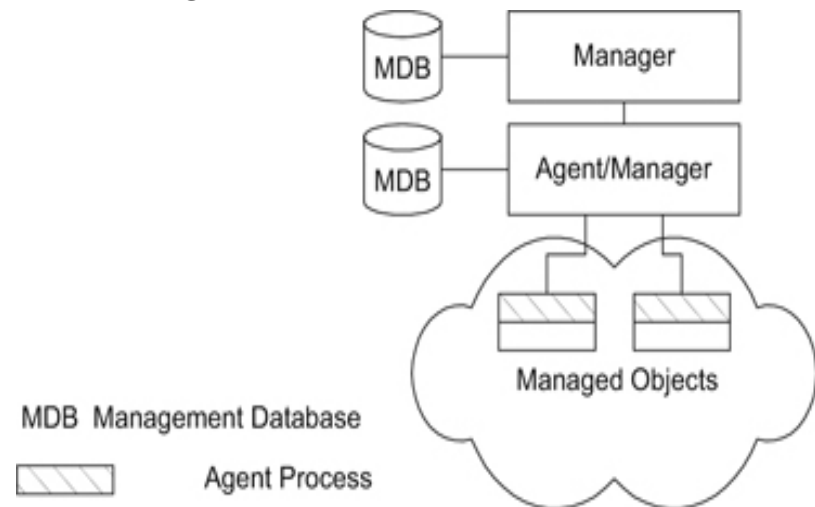 MDB
Manager
MDB
Agent/Manager
Managed Objects
MDB Management Database
Agent Process